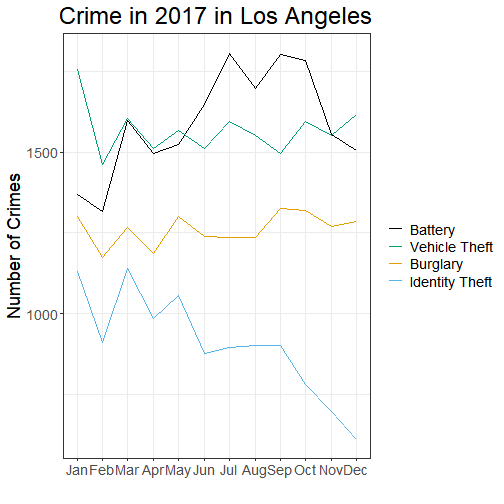 Crime in 2017 in Los Angeles
Number of Crimes
1500
1000
Jan Feb Mar Apr May Jun Jul Aug Sep Oct Nov Dec
Battery
Vehicle Theft
Burglary
Identity Theft